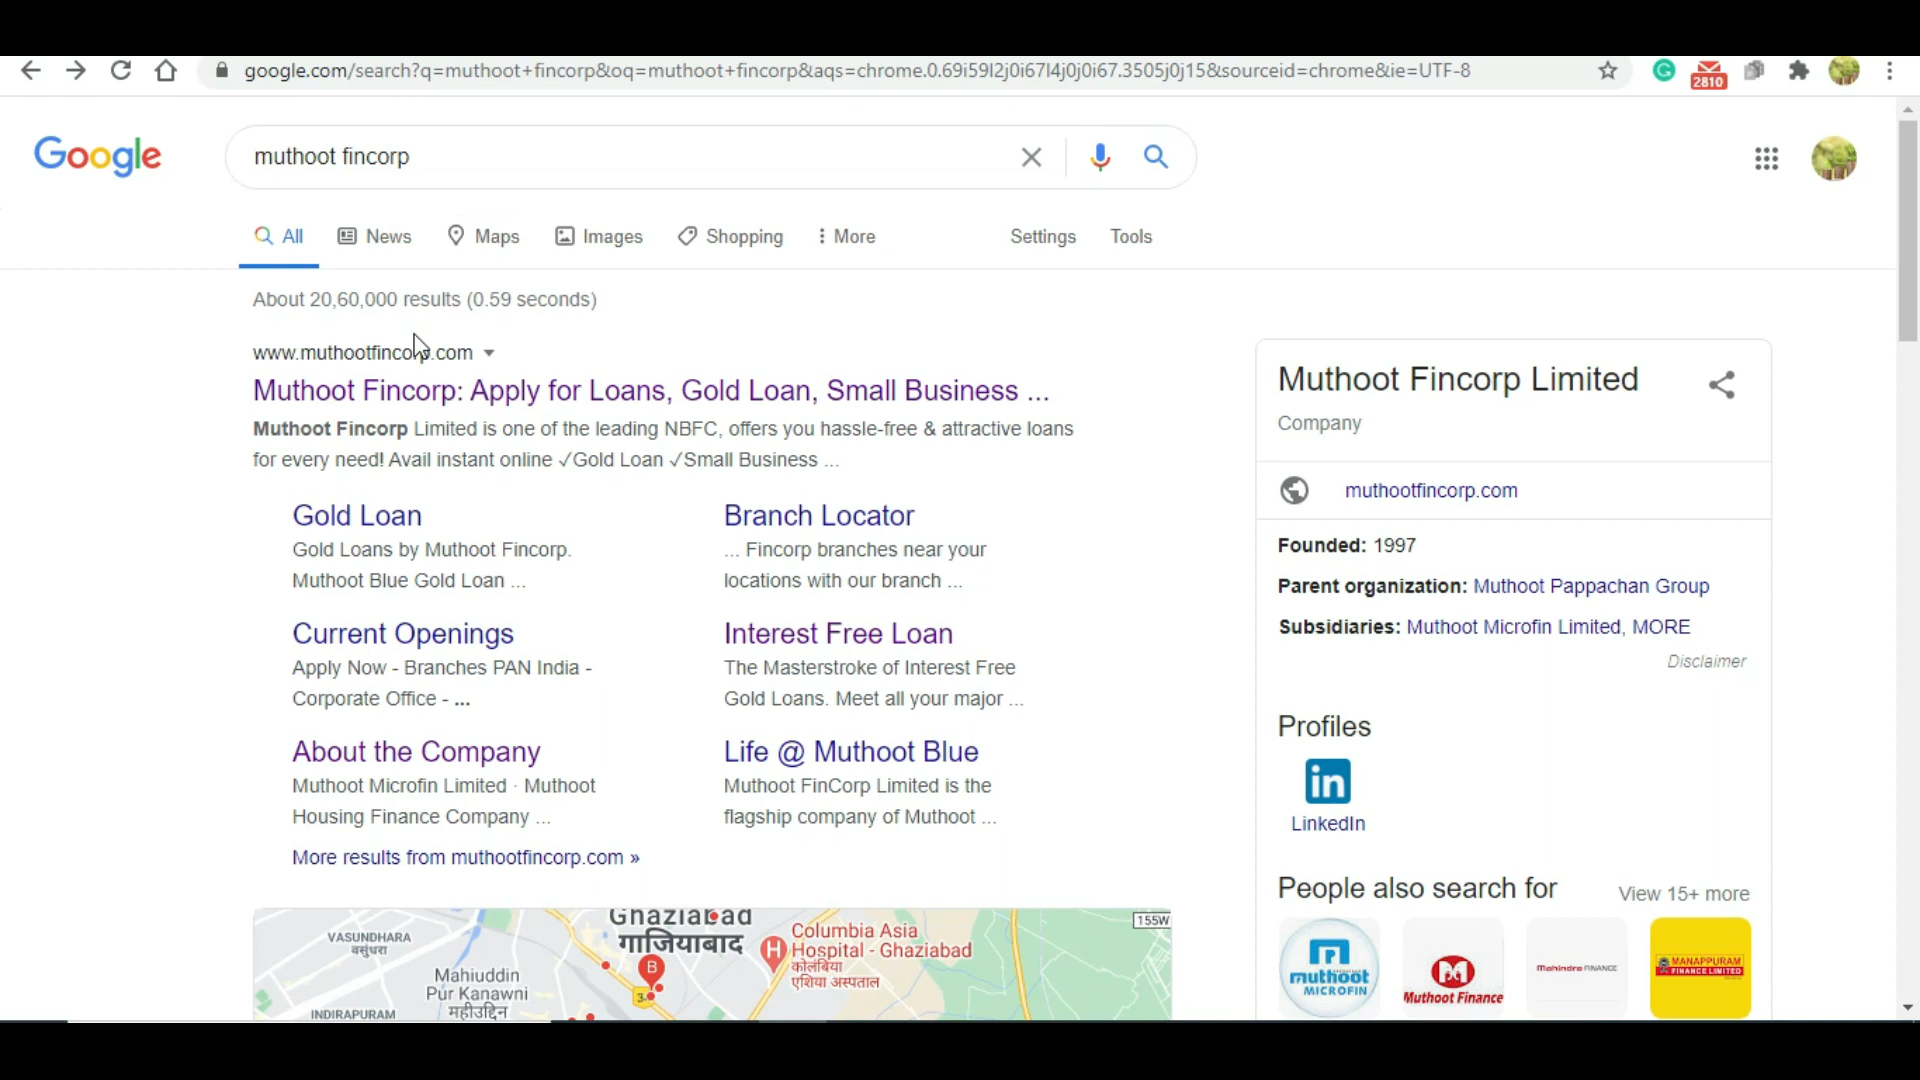 google.com/search?q=muthoot+fincorp&oq=muthoot+fincorp&aqs=chrome.0.69i59l2j0i67l4j0j0i67.3505j0j15&sourceid=chrome&ie=UTF-8
2810
Google
muthoot fincorp
All
News
Maps
Images
Shopping
More
Settings
Tools
About 20,60,000 results (0.59 seconds)
www.muthootfincorp.com
Muthoot Fincorp: Apply for Loans, Gold Loan, Small Business ...
Muthoot Fincorp Limited is one of the leading NBFC, offers you hassle-free & attractive loans
for every need! Avail instant online ✓Gold Loan ✓Small Business ...
Gold Loan
Gold Loans by Muthoot Fincorp.
Muthoot Blue Gold Loan ...
Branch Locator
... Fincorp branches near your
locations with our branch ...
Current Openings
Apply Now - Branches PAN India -
Corporate Office - ...
Interest Free Loan
The Masterstroke of Interest Free
Gold Loans. Meet all your major ...
About the Company
Muthoot Microfin Limited · Muthoot
Housing Finance Company ...
Life @ Muthoot Blue
Muthoot FinCorp Limited is the
flagship company of Muthoot ...
More results from muthootfincorp.com »
Ghaziabad
गाजियाबाद
VASUNDHARA
वसुंधरा
Mahiuddin
Pur Kanawni
महीउद्दिन
INDIRAPURAM
B
H
Columbia Asia
Hospital - Ghaziabad
कोलंबिया
एशिया अस्पताल
155W
Muthoot Fincorp Limited
Company
muthootfincorp.com
Founded: 1997
Parent organization: Muthoot Pappachan Group
Subsidiaries: Muthoot Microfin Limited, MORE
Disclaimer
Profiles
in
LinkedIn
People also search for
View 15+ more
muthoot
MICROFIN
Muthoot Finance
Mahindra FINANCE
MANAPPURAM
FINANCE LIMITED